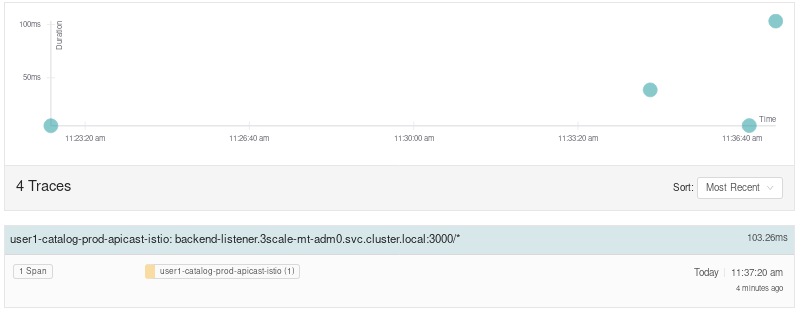 100ms
Duration
50ms
Time
11:23:20 am 11:26:40 am 11:30:00 am 11:33:20 am 11:36:40 am
4 Traces Sort: Most Recent
user1-catalog-prod-apicast-istio: backend-listener.3scale-mt-adm0.svc.cluster.local:3000/* 103.26ms
1 Span user1-catalog-prod-apicast-istio (1) Today 11:37:20 am
4 minutes ago